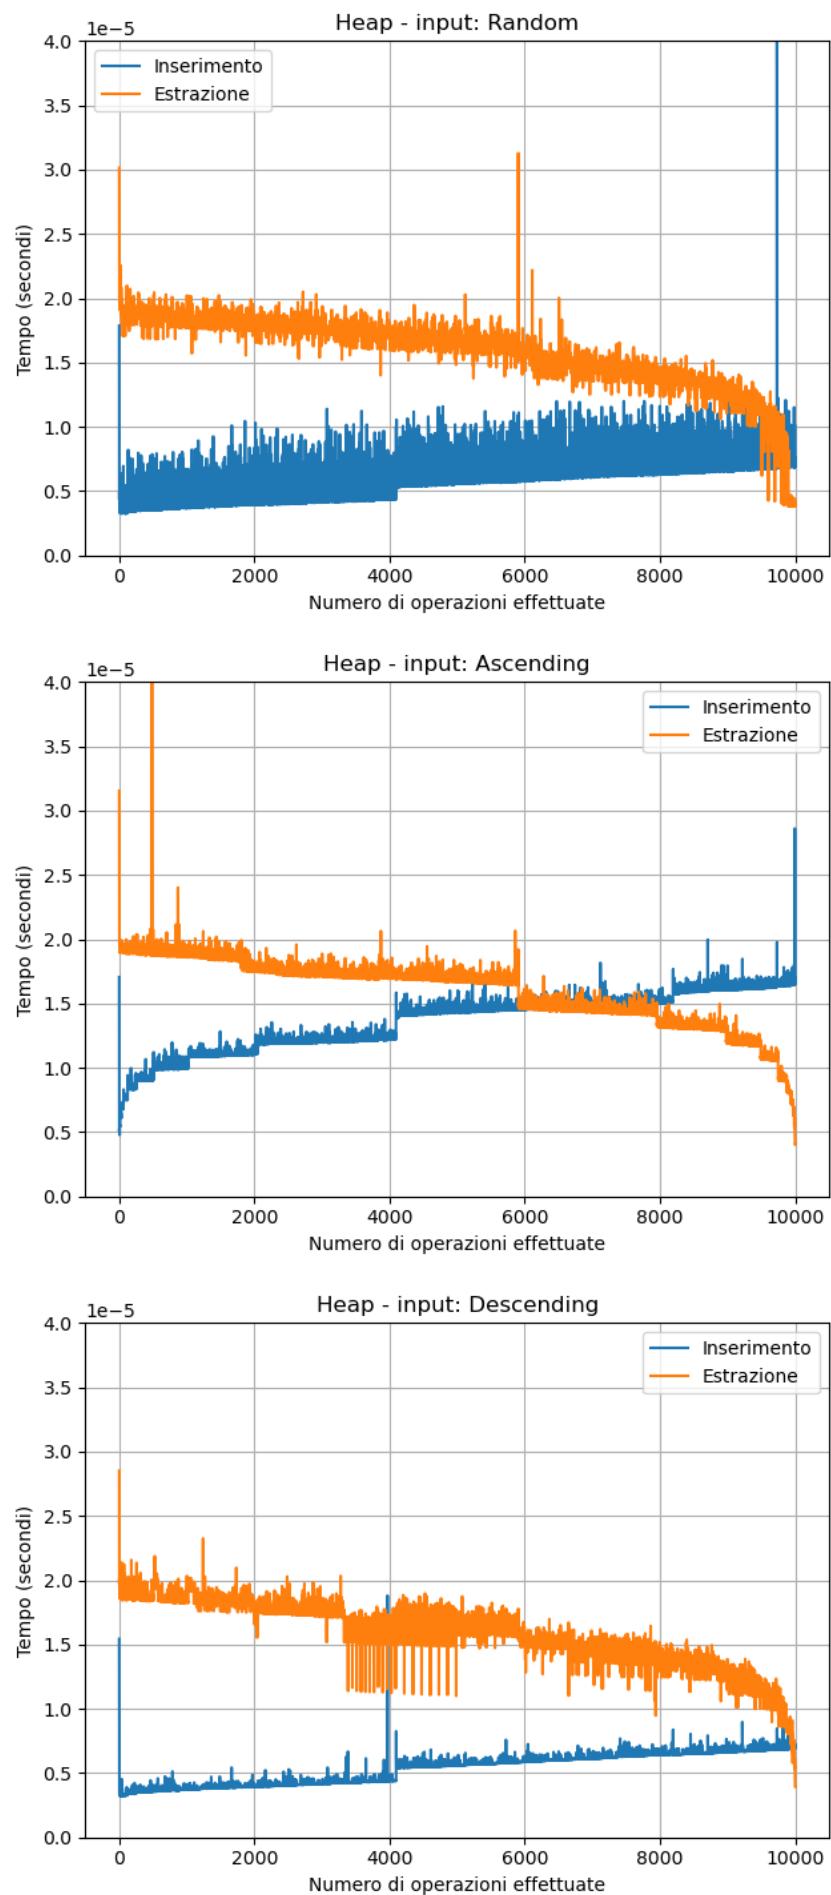 Heap - input: Random
1e−5
4.0
3.5
3.0
2.5
2.0
1.5
1.0
0.5
0.0
Tempo (secondi)
Inserimento
Estrazione
0 2000 4000 6000 8000 10000
Numero di operazioni effettuate
Heap - input: Ascending
1e−5
4.0
3.5
3.0
2.5
2.0
1.5
1.0
0.5
0.0
Tempo (secondi)
Inserimento
Estrazione
0 2000 4000 6000 8000 10000
Numero di operazioni effettuate
Heap - input: Descending
1e−5
4.0
3.5
3.0
2.5
2.0
1.5
1.0
0.5
0.0
Tempo (secondi)
Inserimento
Estrazione
0 2000 4000 6000 8000 10000
Numero di operazioni effettuate